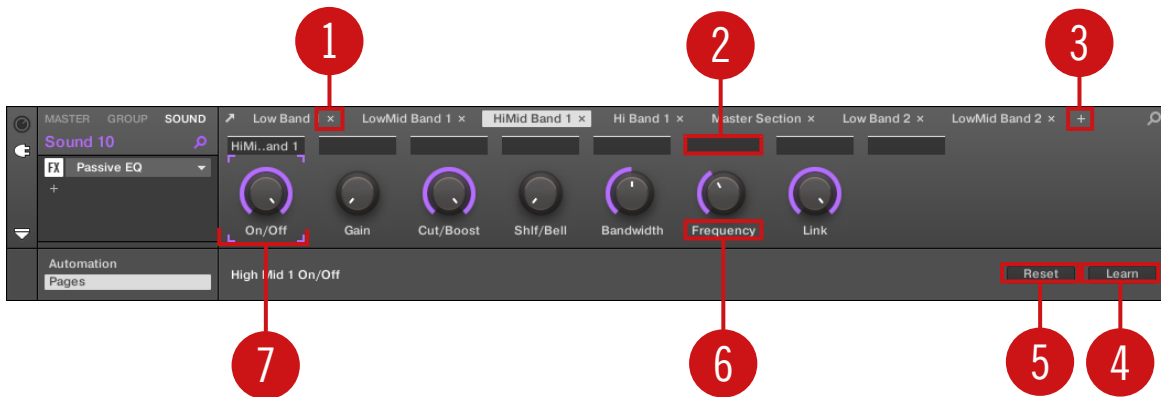 1
2
3
MASTER GROUP SOUND
Low Band × LowMid Band 1 × HiMid Band 1 × Hi Band 1 × Master Section × Low Band 2 × LowMid Band 2 × +
Sound 10
HiMi..and 1
FX Passive EQ
+
On/Off Gain Cut/Boost Shlf/Bell Bandwidth Frequency Link
Automation
Pages
High Mid 1 On/Off
Reset Learn
7
6
5
4